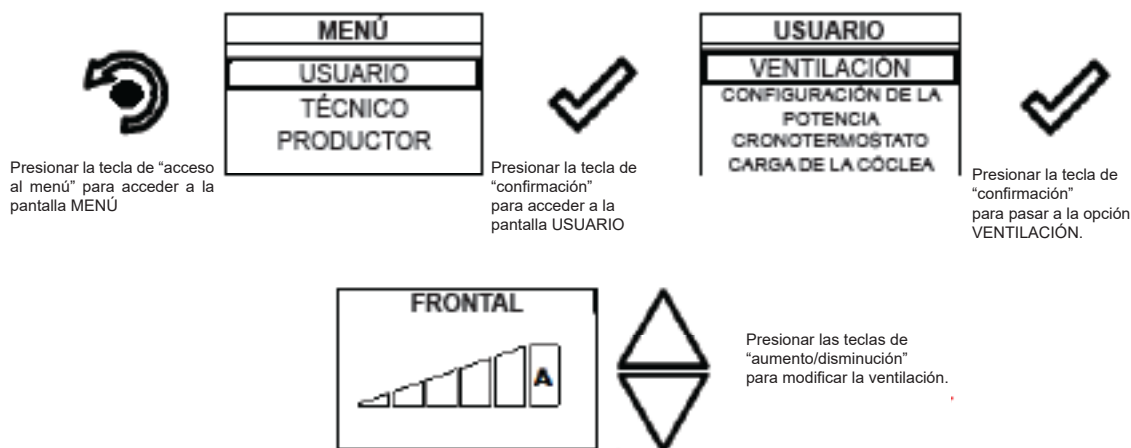 MENÚ
USUARIO
TÉCNICO
PRODUCTOR
Presionar la tecla de “acceso
al menú” para acceder a la
pantalla MENÚ
Presionar la tecla de
“confirmación”
para acceder a la
pantalla USUARIO
USUARIO
VENTILACIÓN
CONFIGURACIÓN DE LA
POTENCIA
CRONOTERMOSTATO
CARGA DE LA CÓCLEA
Presionar la tecla de
“confirmación”
para pasar a la opción
VENTILACIÓN.
FRONTAL
A
Presionar las teclas de
“aumento/disminución”
para modificar la ventilación.